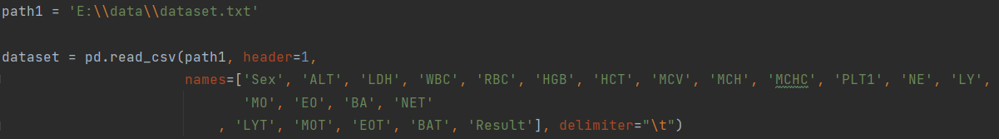 path1 = 'E:\\data\\dataset.txt'
dataset = pd.read_csv(path1, header=1,
names=['Sex', 'ALT', 'LDH', 'WBC', 'RBC', 'HGB', 'HCT', 'MCV', 'MCH', 'MCHC', 'PLT1', 'NE', 'LY',
'MO', 'EO', 'BA', 'NET'
, 'LYT', 'MOT', 'EOT', 'BAT', 'Result'], delimiter="\t")